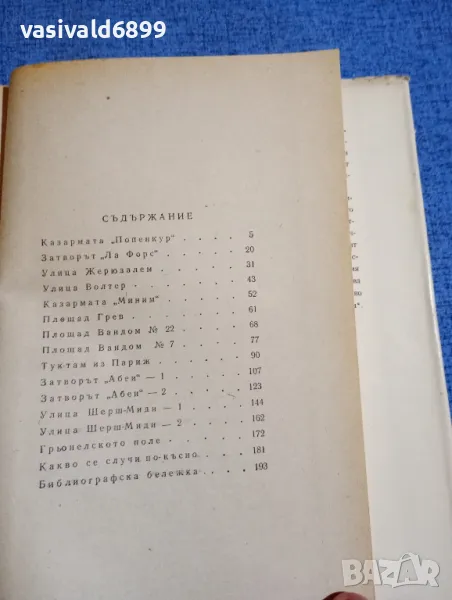 vasivald6899
СЪДЪРЖАНИЕ
Казармата „Попенкур“ . . . . 5
Затворът „Ла Форс“ . . . . 20
Улица Жерюзалем . . . . 31
Улица Волтер . . . . 43
Казармата „Миним“ . . . . 52
Площад Грев . . . . 61
Площад Вандом № 22 . . . . 68
Площад Вандом № 7 . . . . 77
Туктам из Париж . . . . 90
Затворът „Абеи“ — 1 . . . . 107
Затворът „Абеи“ — 2 . . . . 123
Улица Шерш-Миди — 1 . . . . 144
Улица Шерш-Миди — 2 . . . . 162
Грьонелското поле . . . . 172
Какво се случи по-късно . . . . 181
Библиографска бележка . . . . 193
BAZAR